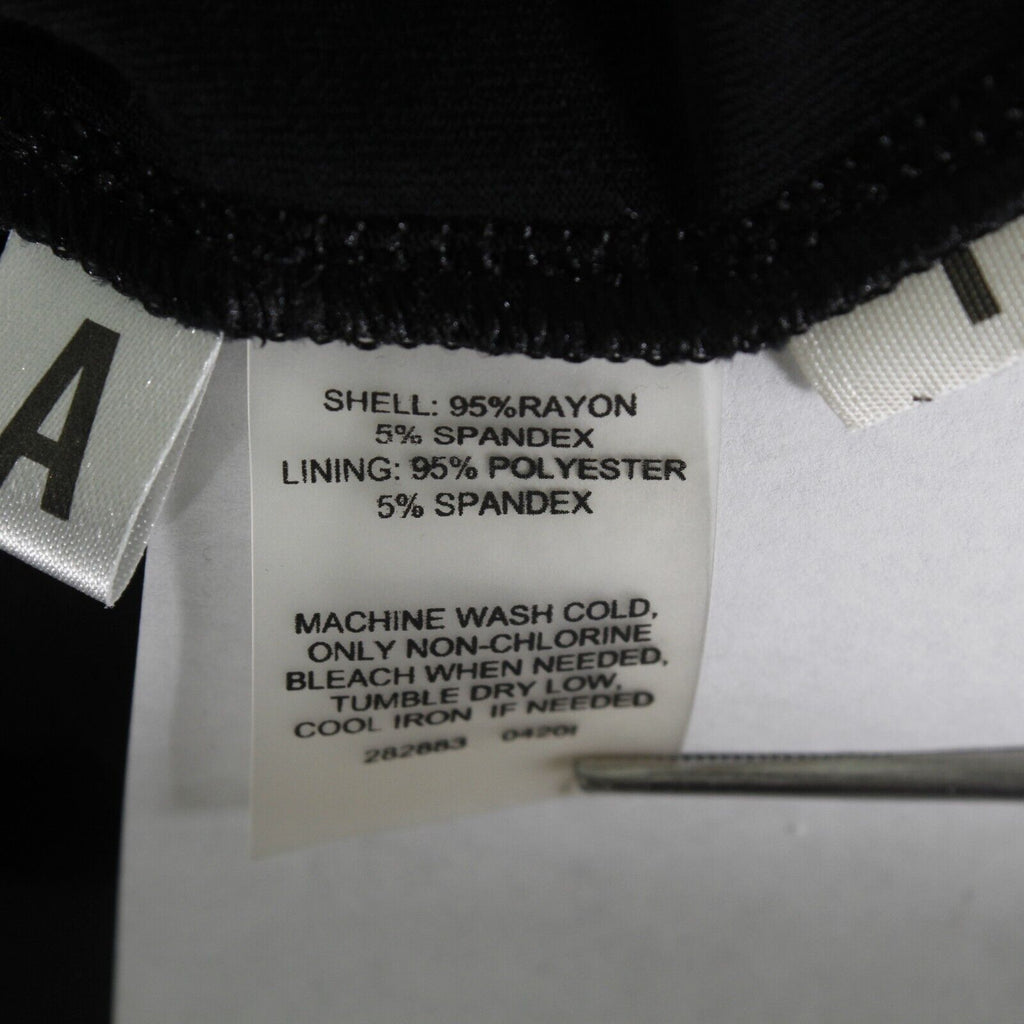 A
SHELL: 95%RAYON
5% SPANDEX
LINING: 95% POLYESTER
5% SPANDEX
MACHINE WASH COLD,
ONLY NON-CHLORINE
BLEACH WHEN NEEDED,
TUMBLE DRY LOW,
COOL IRON IF NEEDED
282883